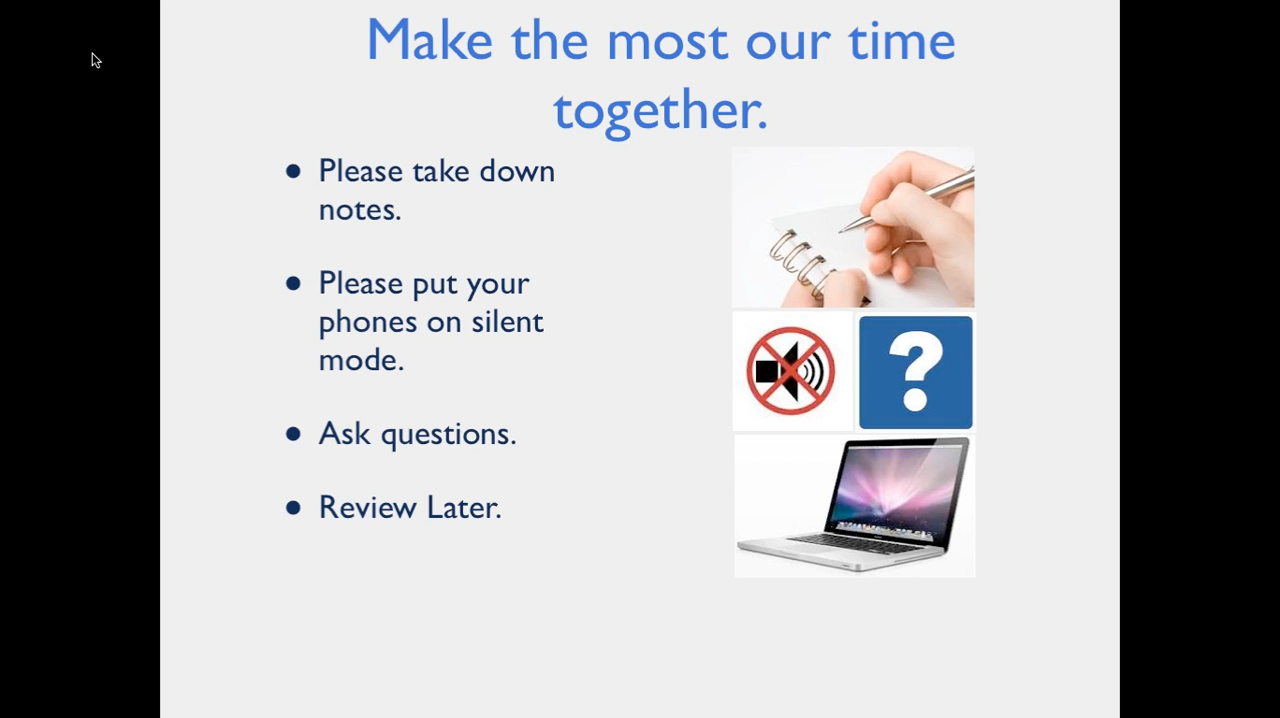 Make the most our time
together.
● Please take down
notes.
● Please put your
phones on silent
mode.
● Ask questions.
● Review Later.
?